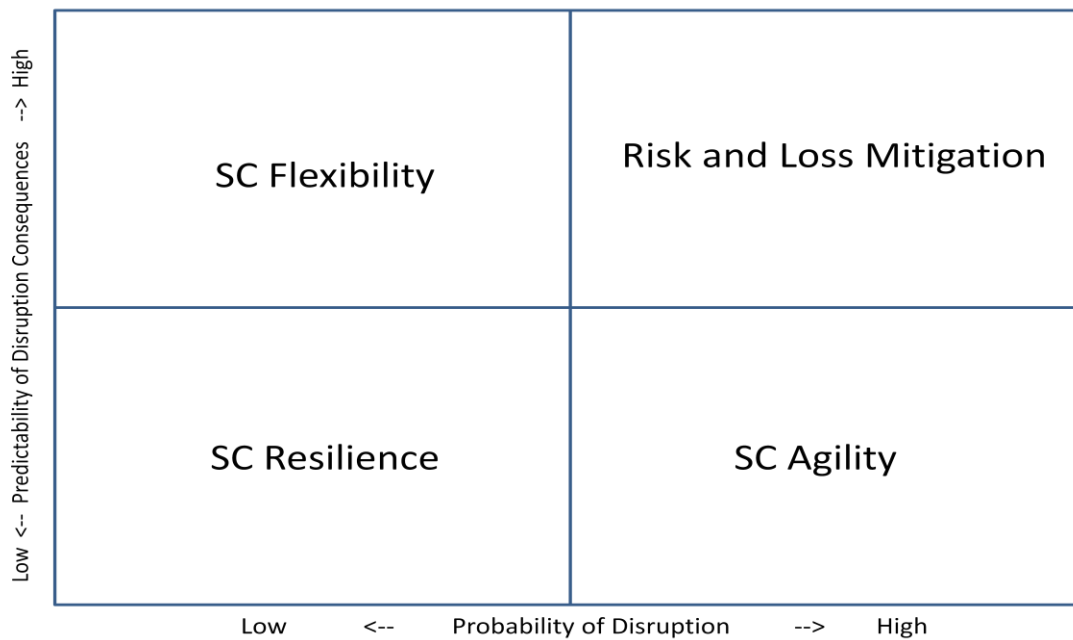 Low <-- Predictability of Disruption Consequences --> High
SC Flexibility
Risk and Loss Mitigation
SC Resilience
SC Agility
Low <-- Probability of Disruption --> High